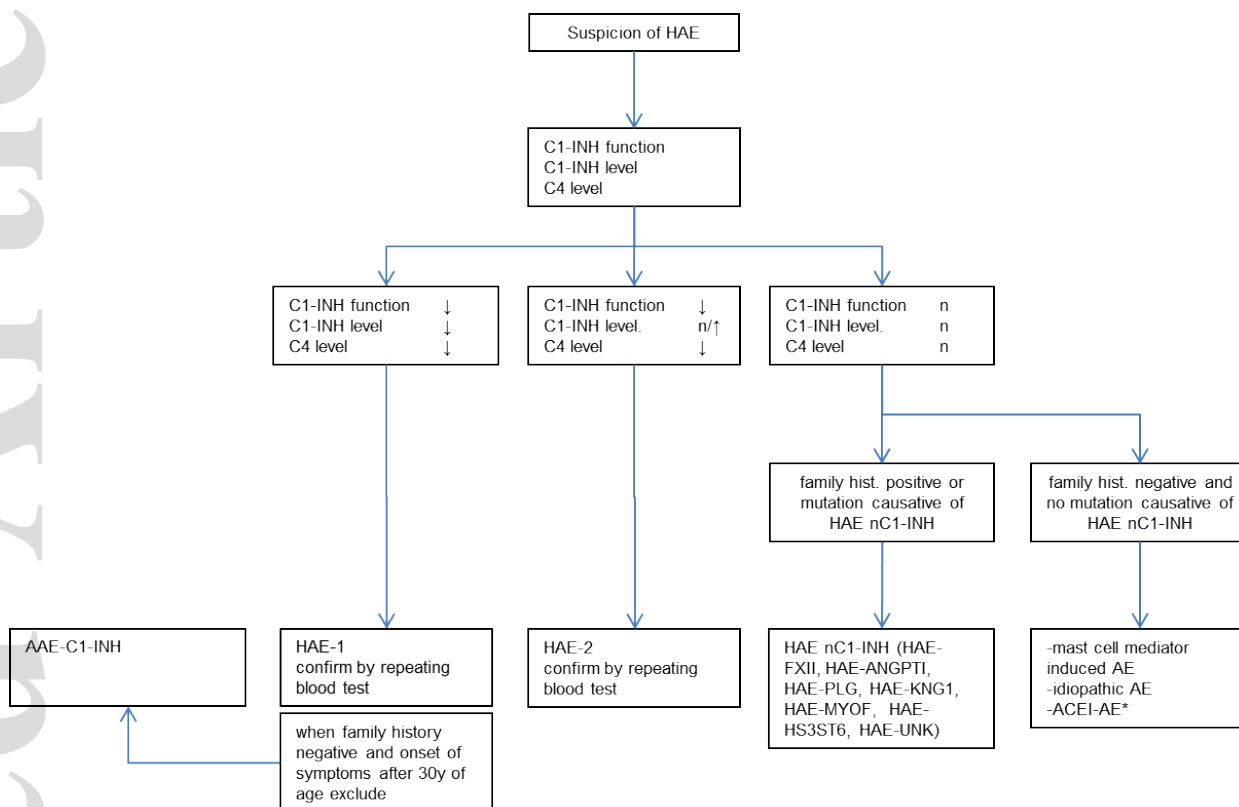 Suspicion of HAE
C1-INH function
C1-INH level
C4 level
C1-INH function ↓
C1-INH level ↓
C4 level ↓
C1-INH function ↓
C1-INH level. n/↑
C4 level ↓
C1-INH function n
C1-INH level. n
C4 level n
family hist. positive or
mutation causative of
HAE nC1-INH
family hist. negative and
no mutation causative of
HAE nC1-INH
AAE-C1-INH
HAE-1
confirm by repeating
blood test
HAE-2
confirm by repeating
blood test
HAE nC1-INH (HAE-
FXII, HAE-ANGPTI,
HAE-PLG, HAE-KNG1,
HAE-MYOF, HAE-
HS3ST6, HAE-UNK)
-mast cell mediator
induced AE
-idiopathic AE
-ACEI-AE*
when family history
negative and onset of
symptoms after 30y of
age exclude